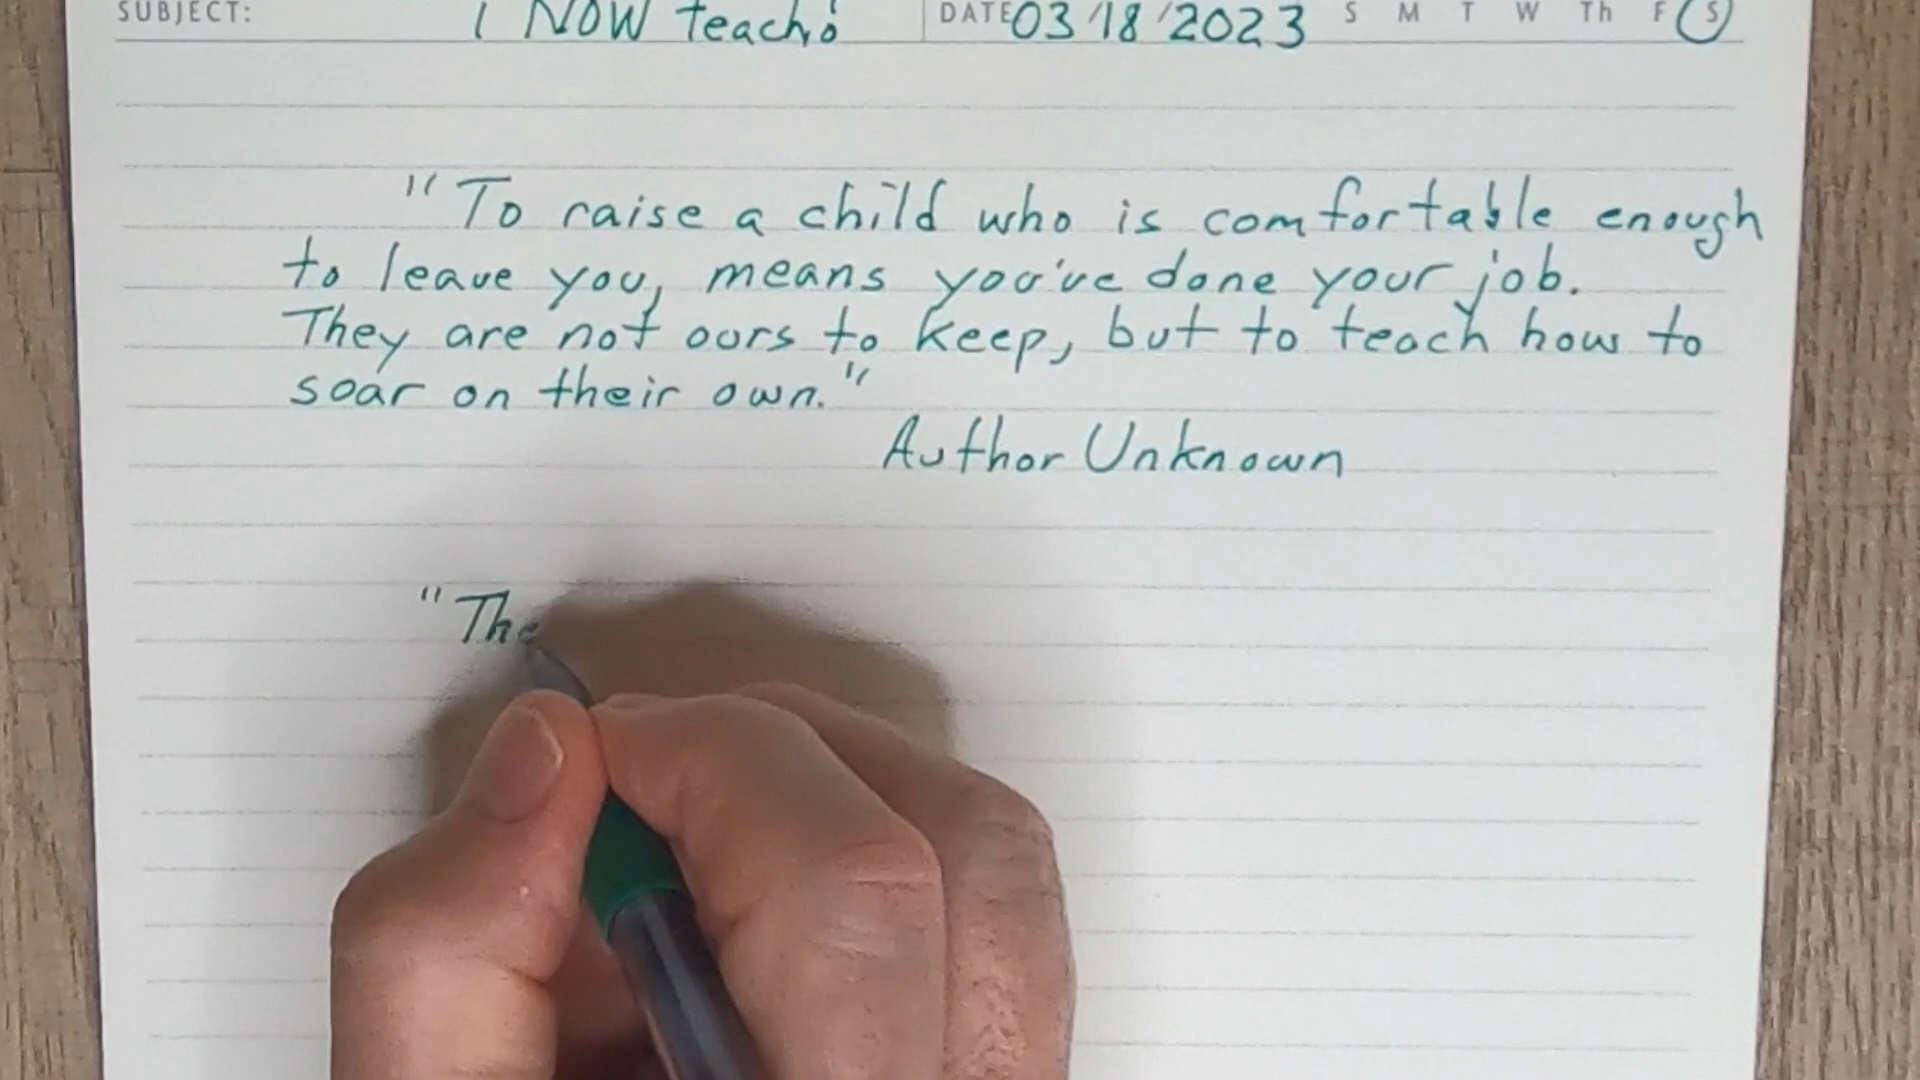 SUBJECT: I NOW teach: DATE 03/18/2023 S M T W Th F S
"To raise a child who is comfortable enough
to leave you, means you've done your job.
They are not ours to keep, but to teach how to
soar on their own."
Author Unknown
"The